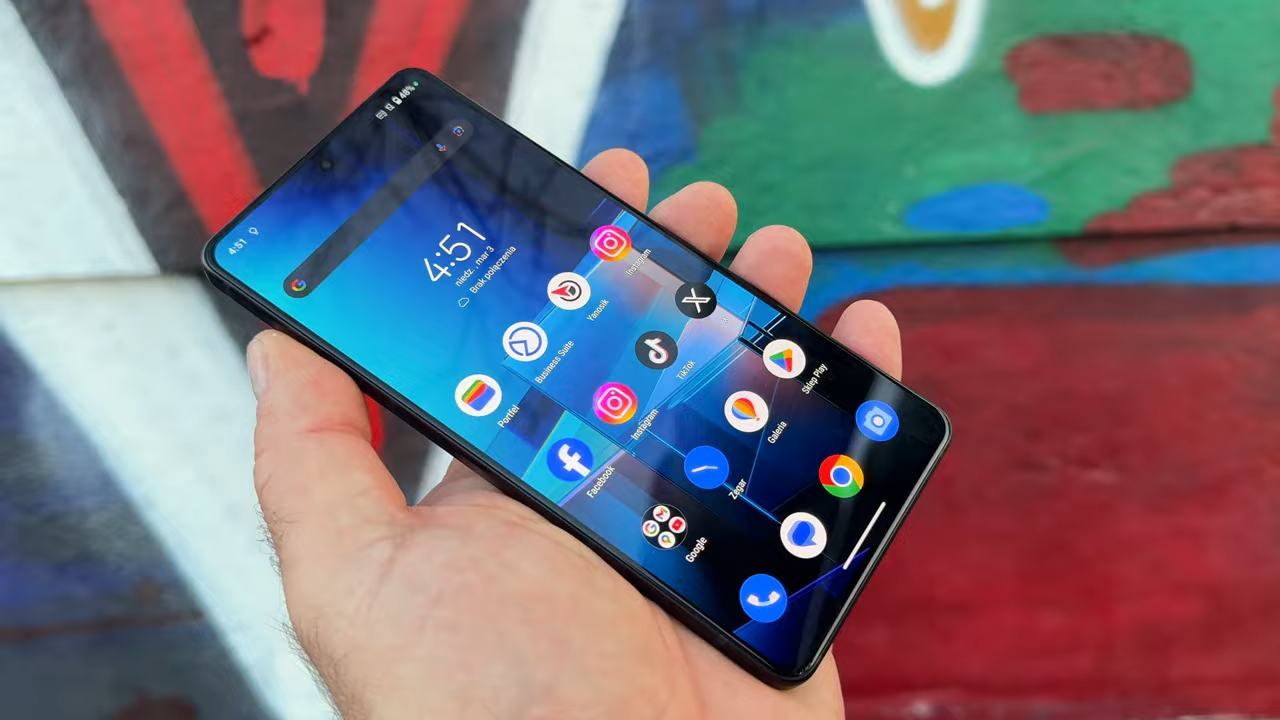 4:51
46%
4:51
niedz., mar 3
Brak połączenia
Portfel
Business Suite
Yanosik
Instagram
Facebook
Instagram
TikTok
X
Google
Zegar
Galeria
Sklep Play